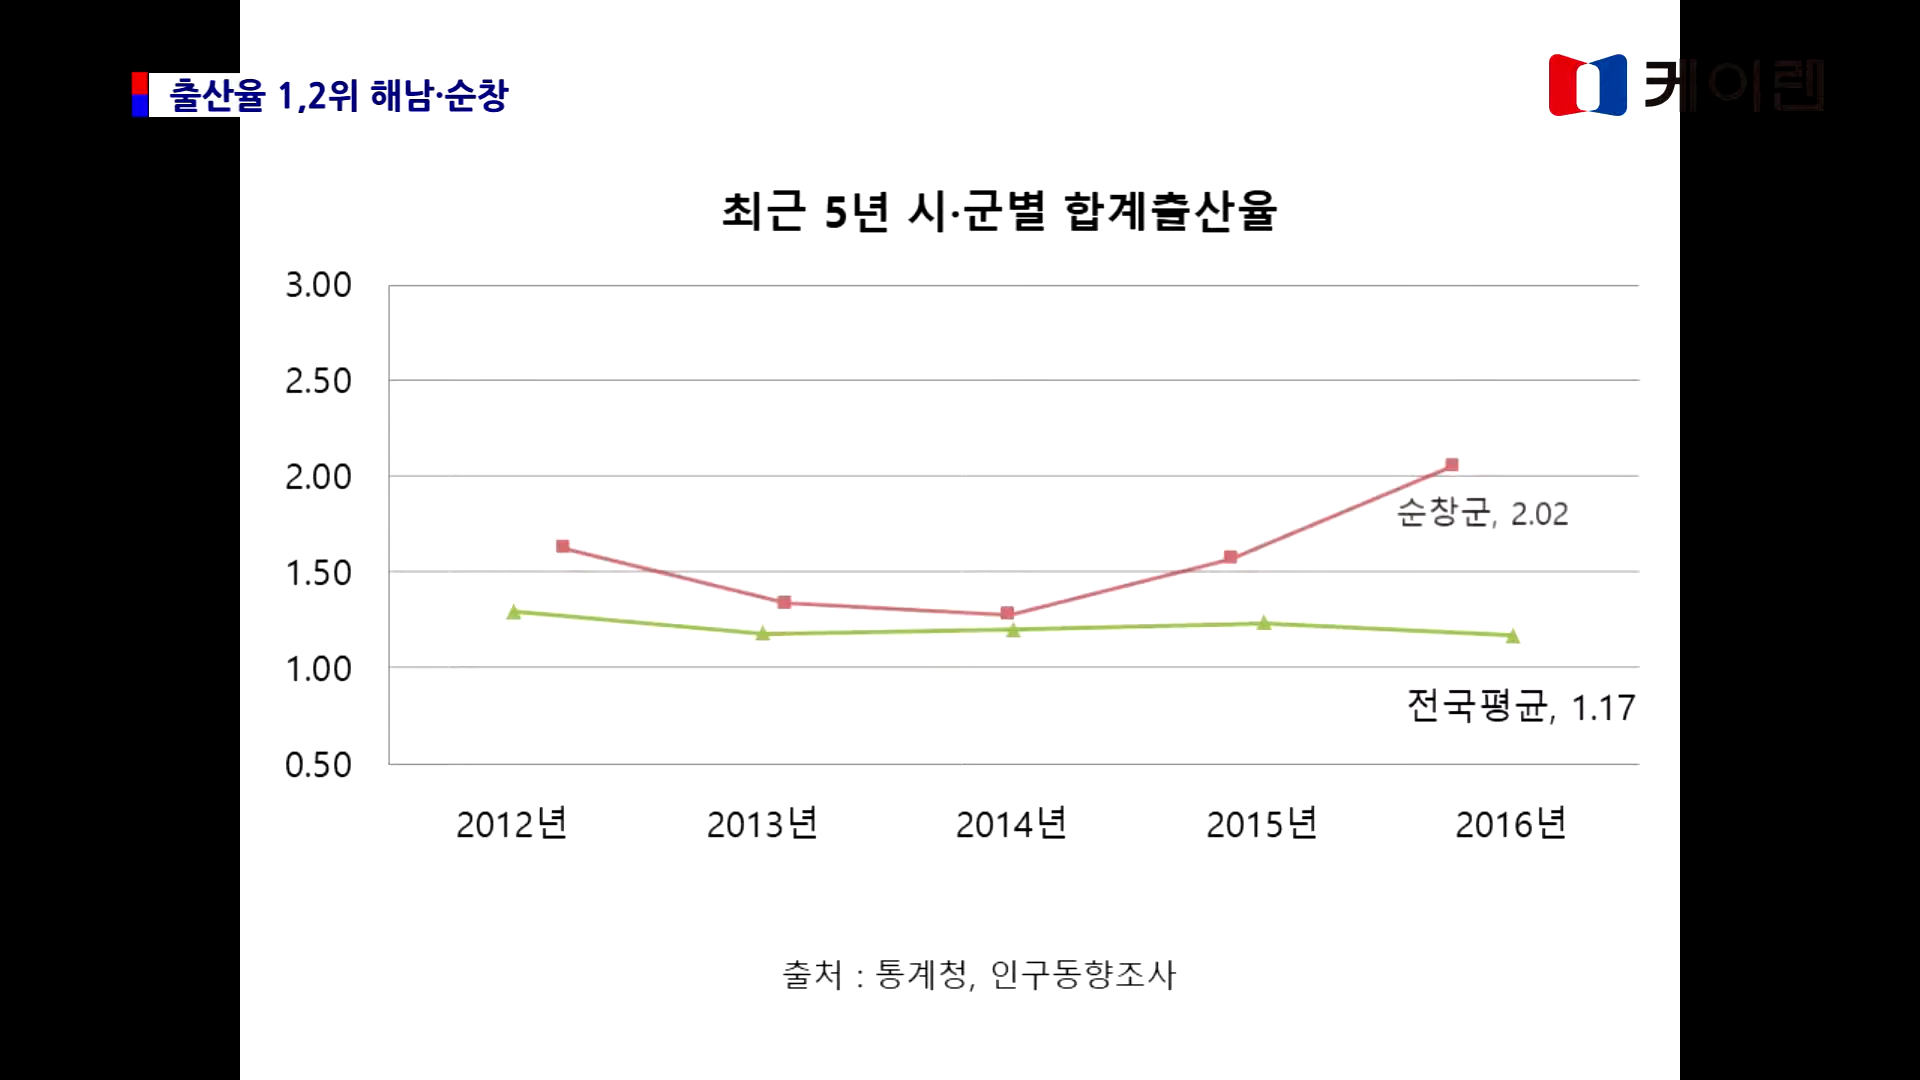 출산율 1,2위 해남·순창
케이렌
최근 5년 시·군별 합계출산율
3.00
2.50
2.00
1.50
1.00
0.50
순창군, 2.02
전국평균, 1.17
2012년 2013년 2014년 2015년 2016년
출처 : 통계청, 인구동향조사